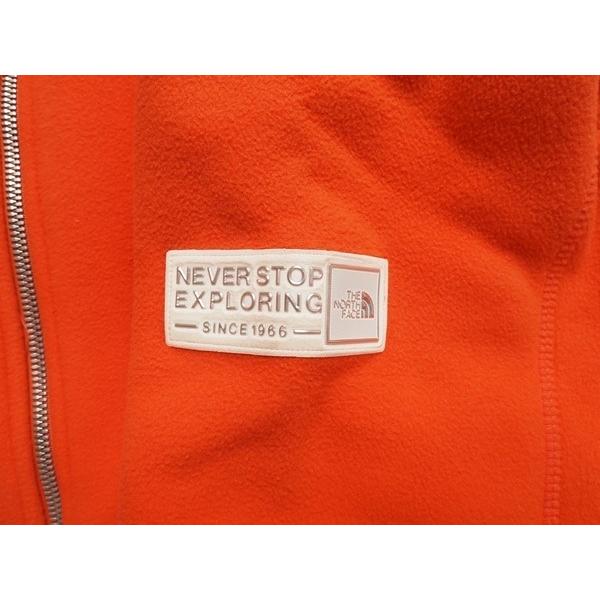 NEVER STOP
EXPLORING
SINCE 1966
THE
NORTH
FACE